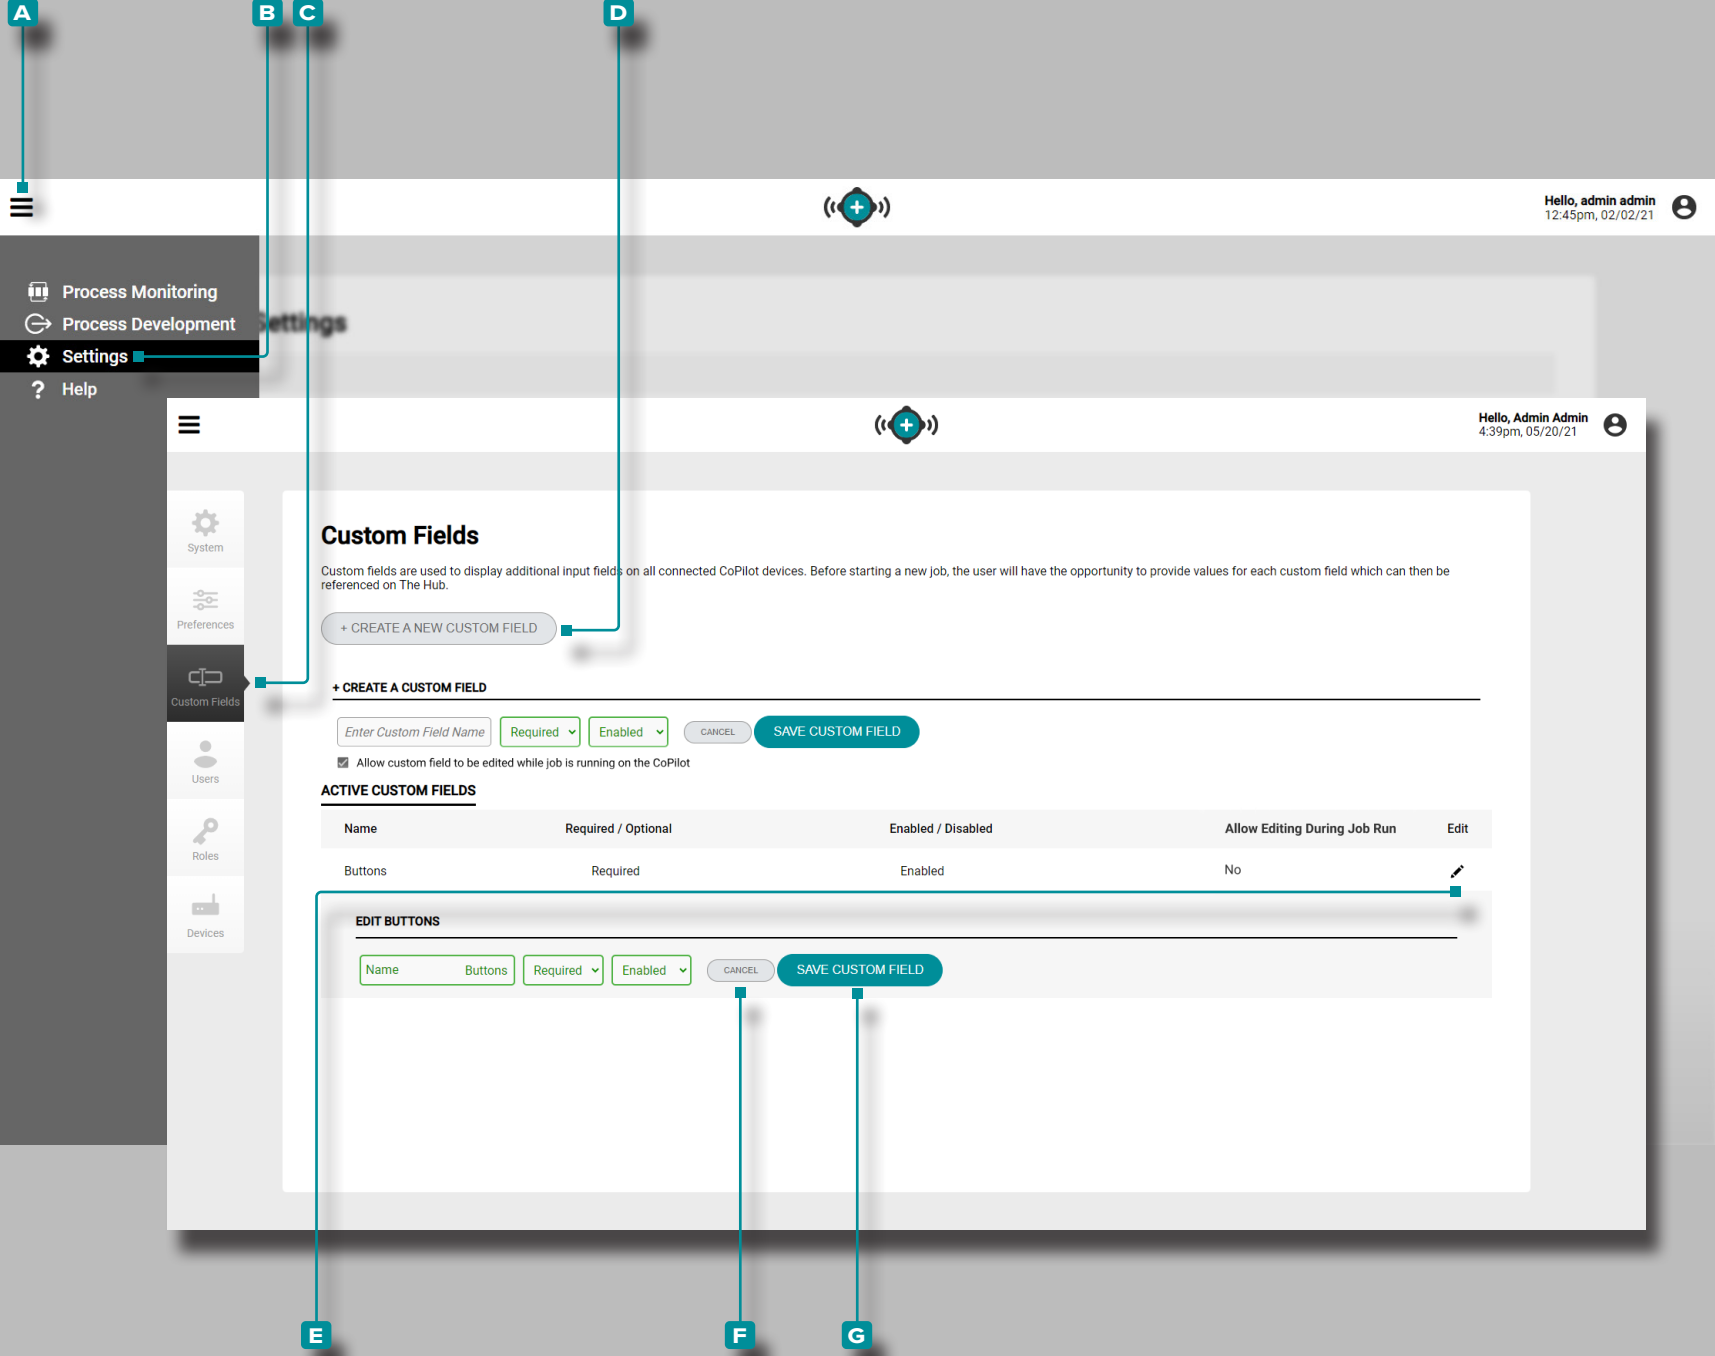 A
B
C
D
Hello, admin admin
12:45pm, 02/02/21
Process Monitoring
Process Development
Settings
Settings
? Help
Hello, Admin Admin
4:39pm, 05/20/21
System
Preferences
Custom Fields
Users
Roles
Devices
Custom Fields
Custom fields are used to display additional input fields on all connected CoPilot devices. Before starting a new job, the user will have the opportunity to provide values for each custom field which can then be
referenced on The Hub.
+ CREATE A NEW CUSTOM FIELD
+ CREATE A CUSTOM FIELD
Enter Custom Field Name Required Enabled CANCEL SAVE CUSTOM FIELD
Allow custom field to be edited while job is running on the CoPilot
ACTIVE CUSTOM FIELDS
Name Required / Optional Enabled / Disabled Allow Editing During Job Run Edit
Buttons Required Enabled No
EDIT BUTTONS
Name Buttons Required Enabled CANCEL SAVE CUSTOM FIELD
E
F
G